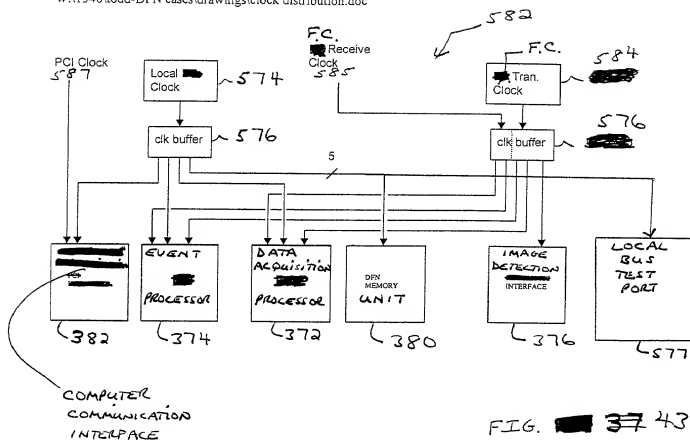 W:\1540\todd-DFN cases\drawings\clock distribution.doc
582
F.C.
Receive
Clock
585
F.C.
PCI Clock
587
Local
Clock
574
Tran.
Clock
584
clk buffer
576
clk buffer
576
5
EVENT
PROCESSOR
DATA
ACQUISITION
PROCESSOR
DFN
MEMORY
UNIT
IMAGE
DETECTION
INTERFACE
LOCAL
BUS
TEST
PORT
382
374
372
380
376
577
COMPUTER
COMMUNICATION
INTERFACE
FIG. 37 43